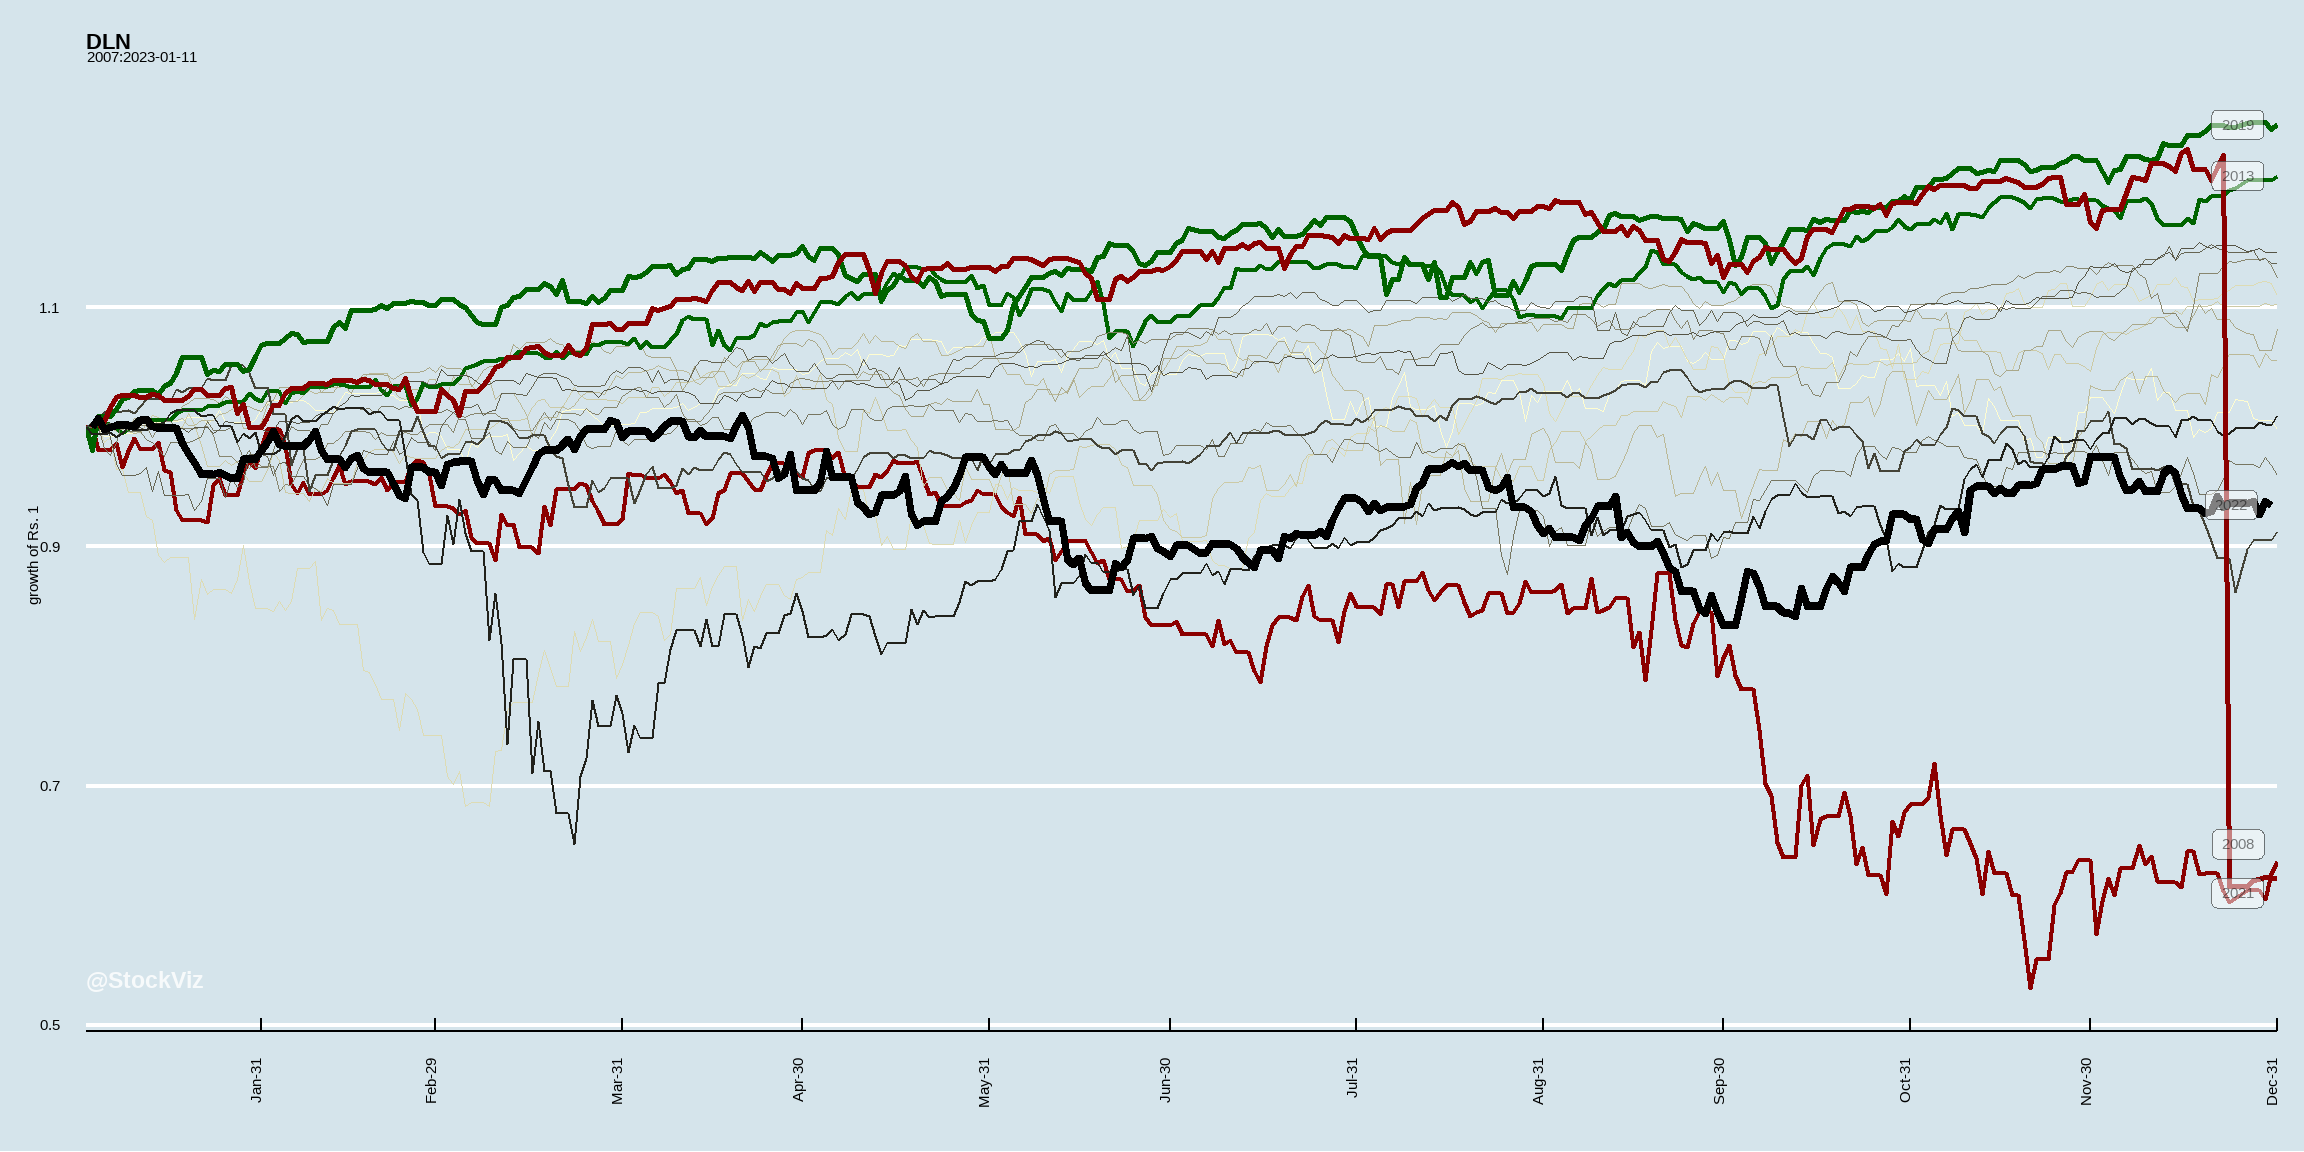 DLN
2007:2023-01-11
growth of Rs. 1
1.1
0.9
0.7
0.5
2019
2013
2022
2008
2021
@StockViz
Jan-31
Feb-29
Mar-31
Apr-30
May-31
Jun-30
Jul-31
Aug-31
Sep-30
Oct-31
Nov-30
Dec-31